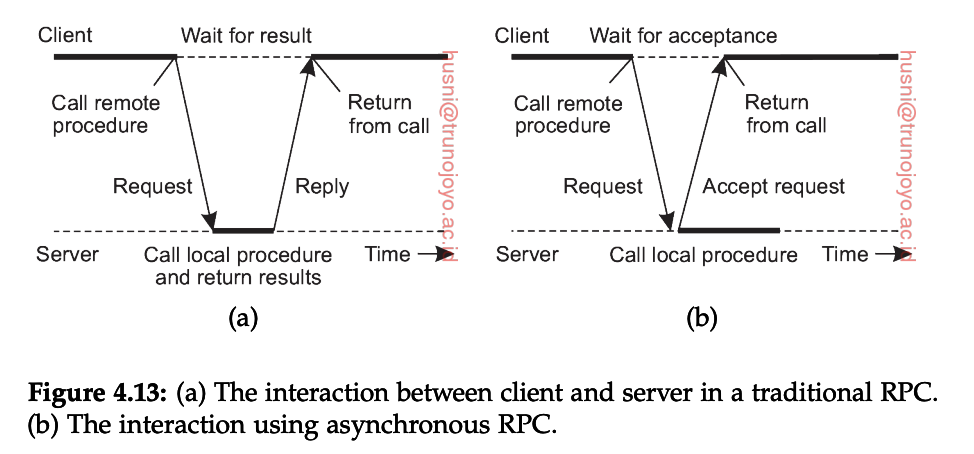 Client
Wait for result
Call remote
procedure
Return
from call
Request
Reply
Server
Call local procedure
and return results
Time
husni@trunojoyo.ac.id
(a)
Client
Wait for acceptance
Call remote
procedure
Return
from call
Request
Accept request
Server
Call local procedure
Time
husni@trunojoyo.ac.id
(b)
Figure 4.13: (a) The interaction between client and server in a traditional RPC.
(b) The interaction using asynchronous RPC.